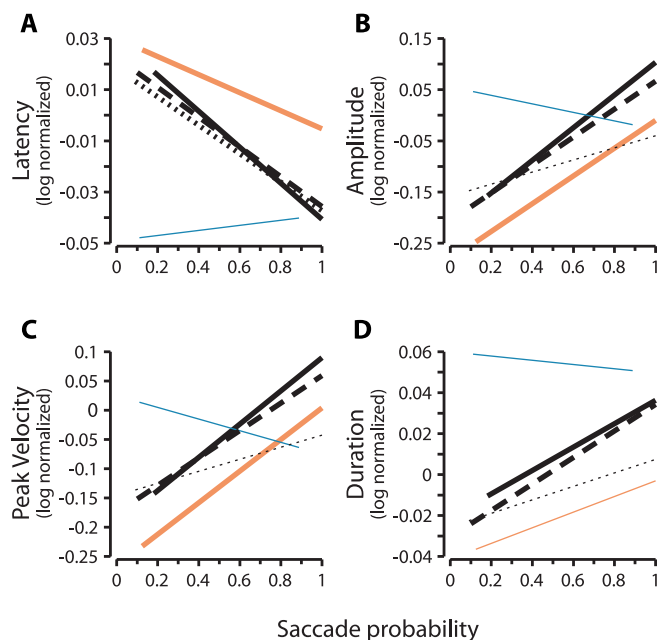 A
B
0.03
0.01
-0.01
-0.03
-0.05
Latency
(log normalized)
0 0.2 0.4 0.6 0.8 1
0.15
0.05
-0.05
-0.15
-0.25
Amplitude
(log normalized)
0 0.2 0.4 0.6 0.8 1
C
D
0.1
0.05
0
-0.05
-0.1
-0.15
-0.2
-0.25
Peak Velocity
(log normalized)
0 0.2 0.4 0.6 0.8 1
0.06
0.04
0.02
0
-0.02
-0.04
Duration
(log normalized)
0 0.2 0.4 0.6 0.8 1
Saccade probability